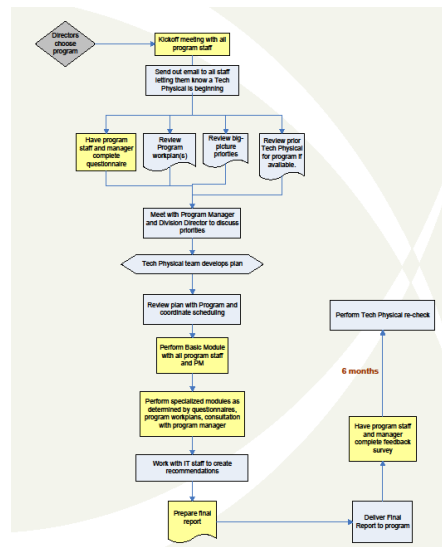 Directors
choose
program
Kickoff meeting with all
program staff
Send out email to all staff
letting them know a Tech
Physical is beginning
Have program
staff and manager
complete
questionnaire
Review
Program
workplan(s)
Review big-
picture
priorities
Review prior
Tech Physical
for program if
available.
Meet with Program Manager
and Division Director to discuss
priorities
Tech Physical team develops plan
Review plan with Program and
coordinate scheduling
Perform Basic Module
with all program staff
and PM
Perform specialized modules as
determined by questionnaires,
program workplans, consultation
with program manager
Work with IT staff to create
recommendations
Prepare final
report
Deliver Final
Report to program
Have program staff
and manager
complete feedback
survey
6 months
Perform Tech Physical re-check